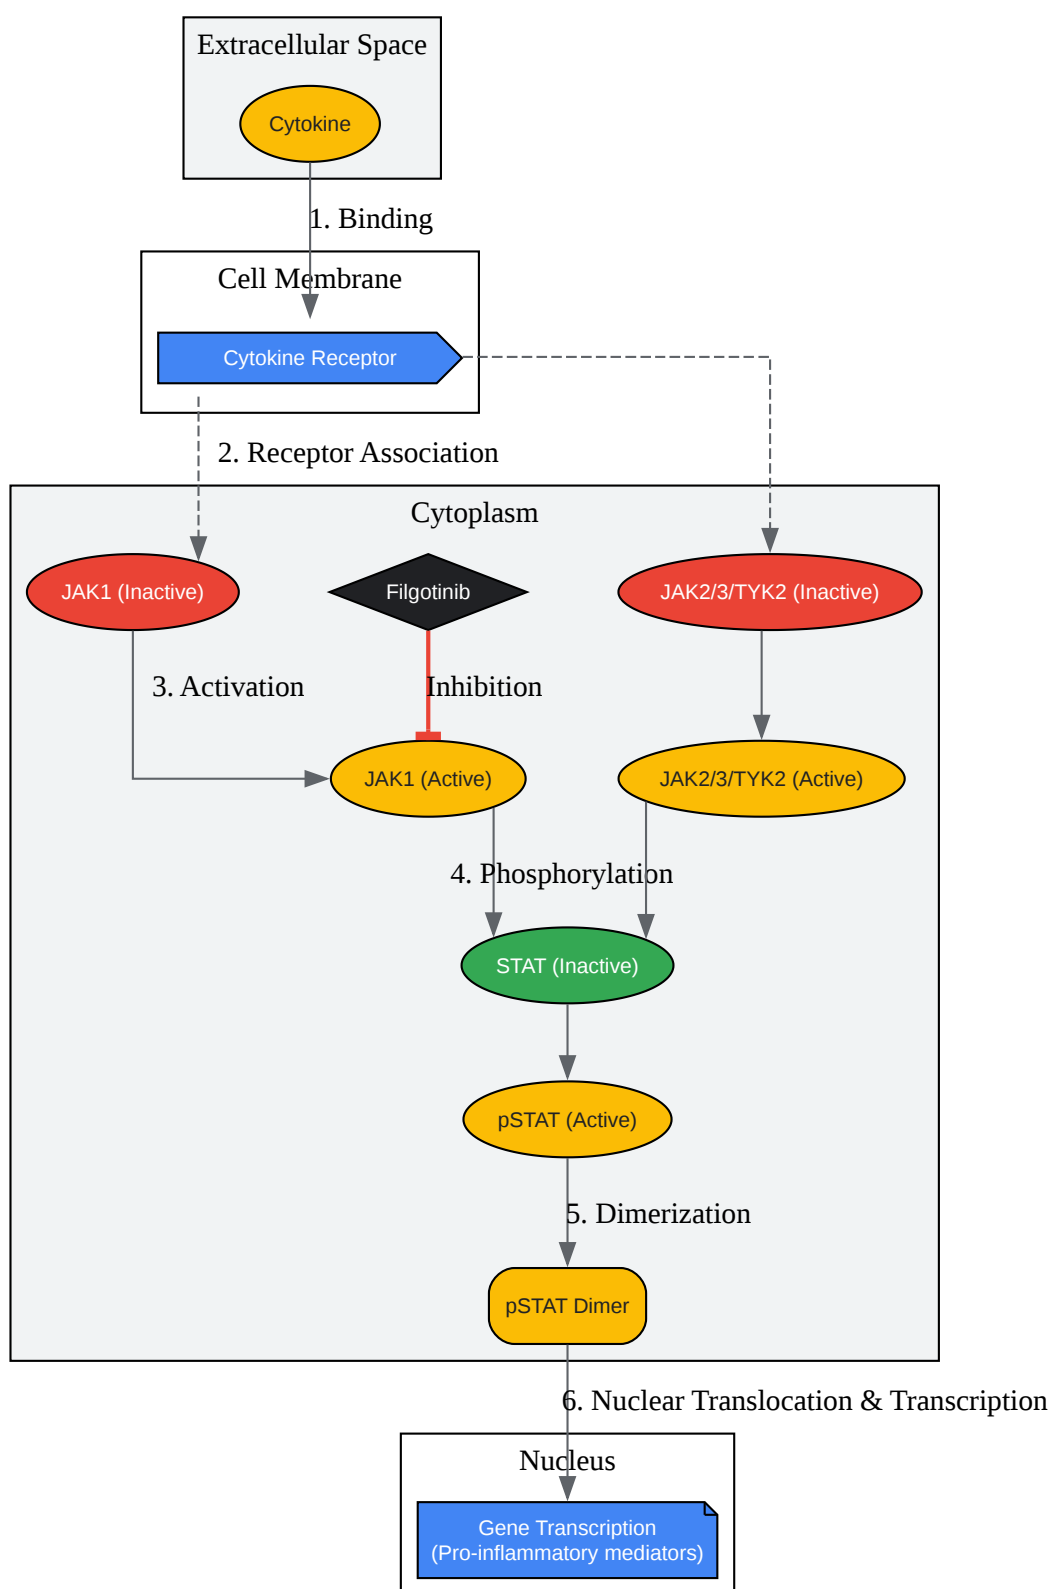 Extracellular Space
Cytokine
1. Binding
Cell Membrane
Cytokine Receptor
2. Receptor Association
Cytoplasm
JAK1 (Inactive)
Filgotinib
JAK2/3/TYK2 (Inactive)
3. Activation
Inhibition
JAK1 (Active)
JAK2/3/TYK2 (Active)
4. Phosphorylation
STAT (Inactive)
pSTAT (Active)
5. Dimerization
pSTAT Dimer
6. Nuclear Translocation & Transcription
Nucleus
Gene Transcription
(Pro-inflammatory mediators)